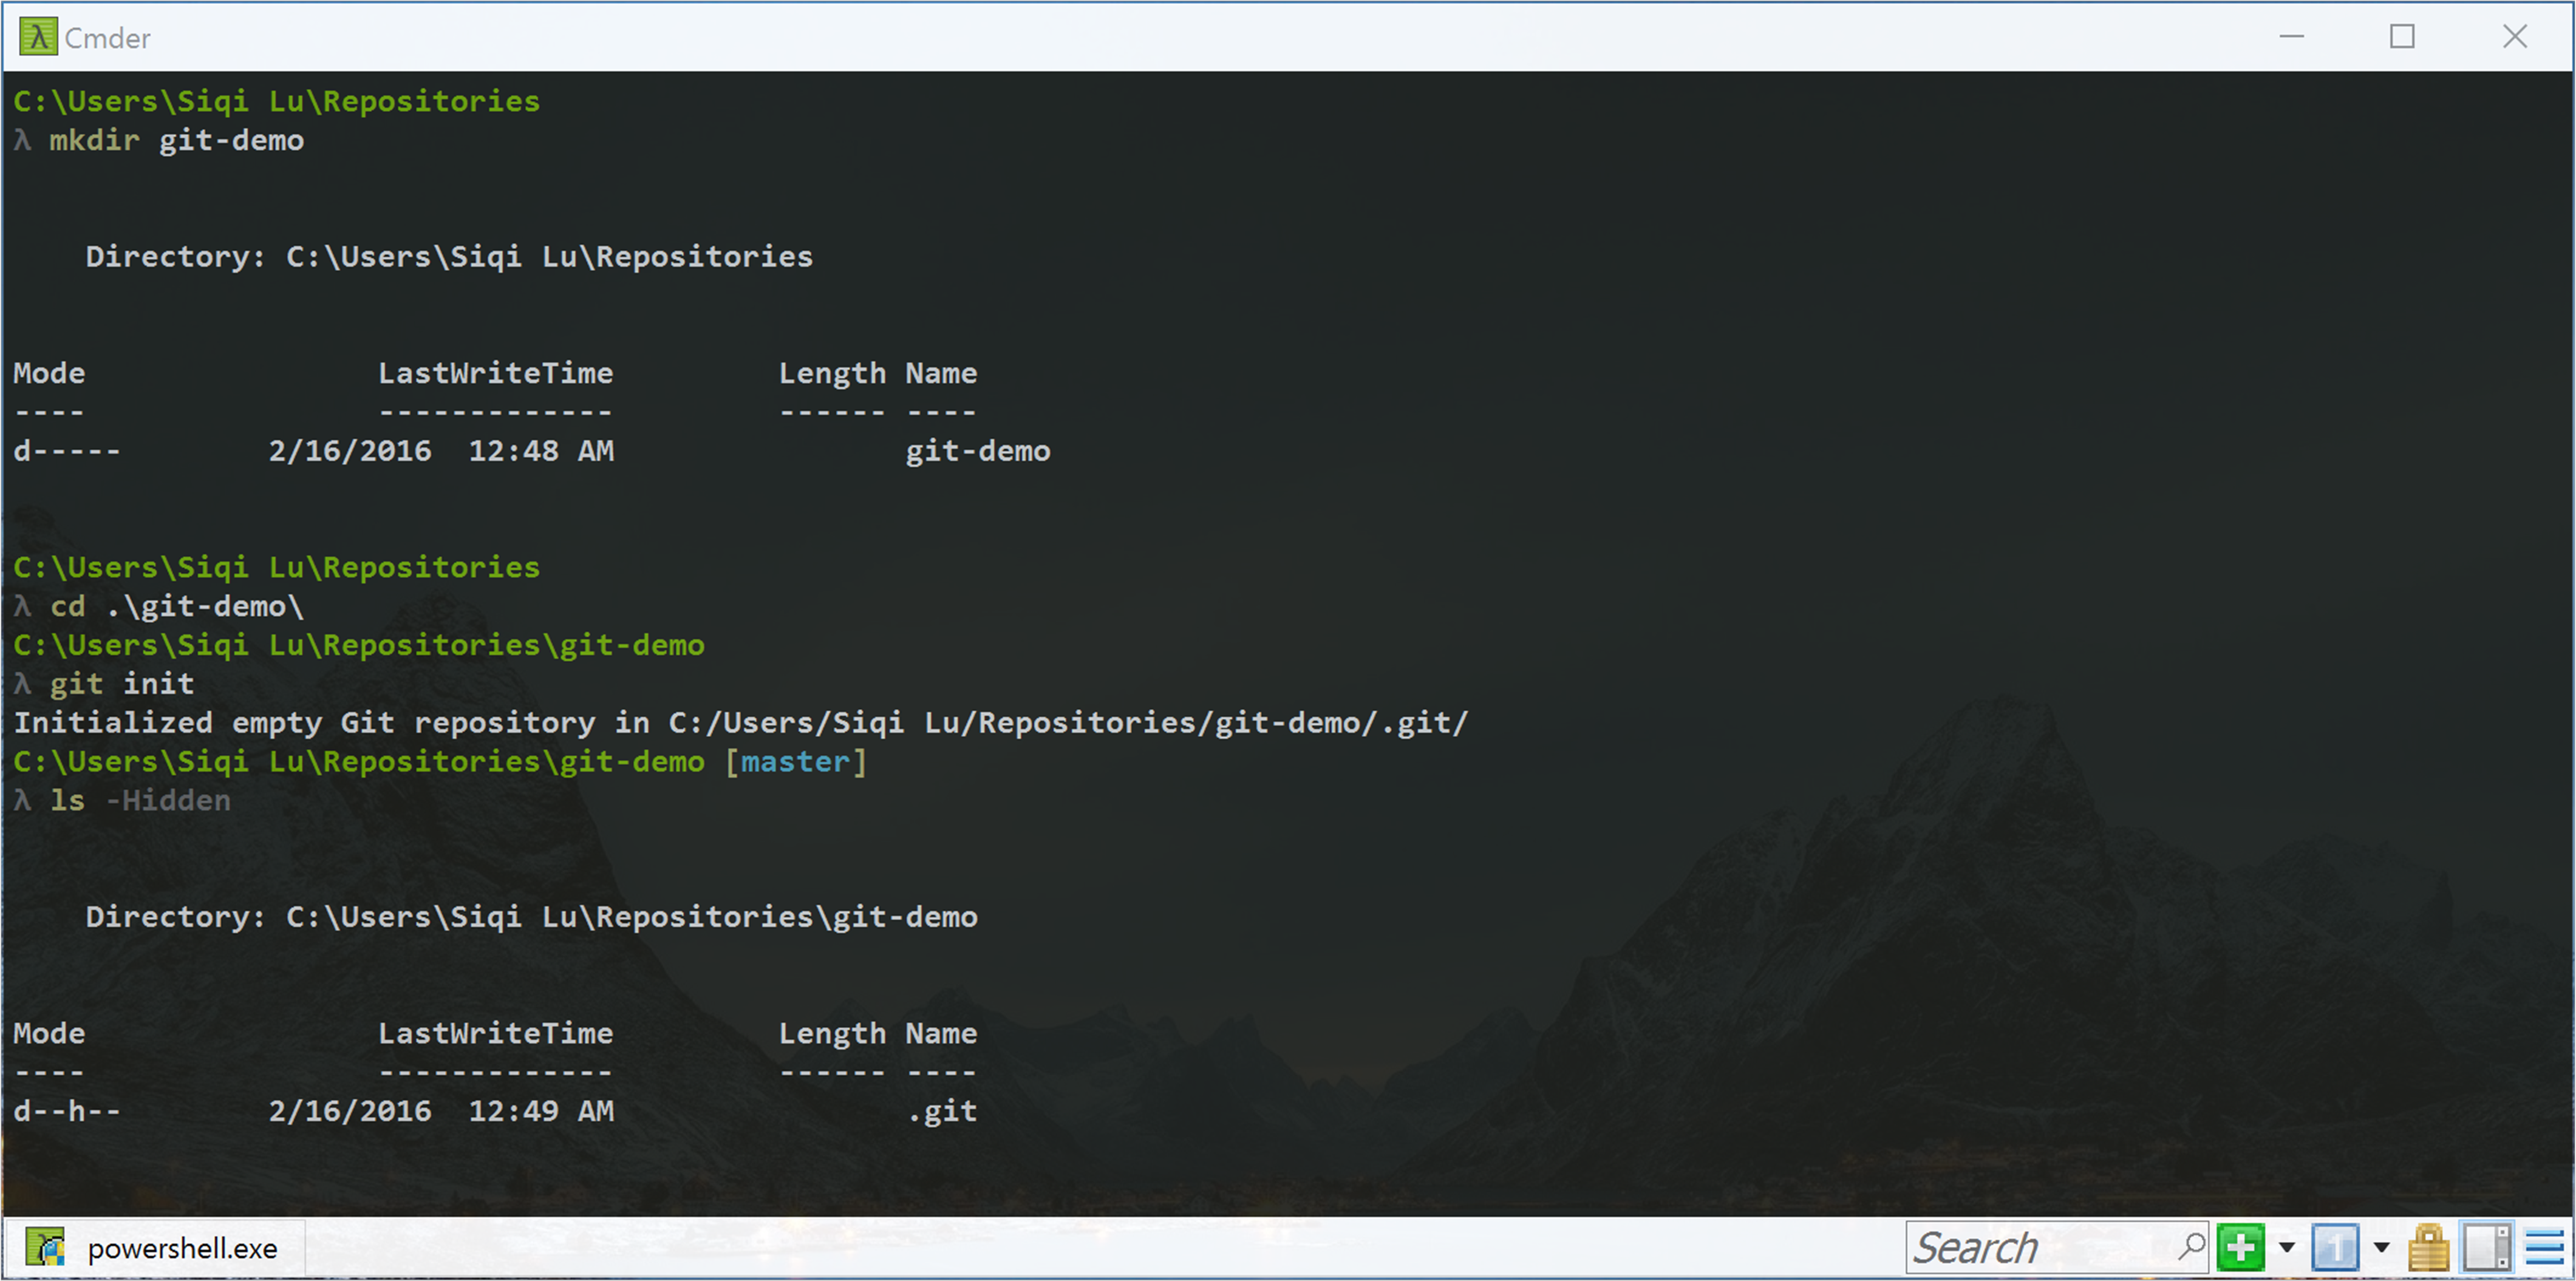 Cmder
C:\Users\Siqi Lu\Repositories
λ mkdir git-demo
Directory: C:\Users\Siqi Lu\Repositories
Mode                LastWriteTime         Length Name
----                -------------         ------ ----
d-----        2/16/2016  12:48 AM                git-demo
C:\Users\Siqi Lu\Repositories
λ cd .\git-demo\
C:\Users\Siqi Lu\Repositories\git-demo
λ git init
Initialized empty Git repository in C:/Users/Siqi Lu/Repositories/git-demo/.git/
C:\Users\Siqi Lu\Repositories\git-demo [master]
λ ls -Hidden
Directory: C:\Users\Siqi Lu\Repositories\git-demo
Mode                LastWriteTime         Length Name
----                -------------         ------ ----
d--h--        2/16/2016  12:49 AM                .git
powershell.exe
Search
1